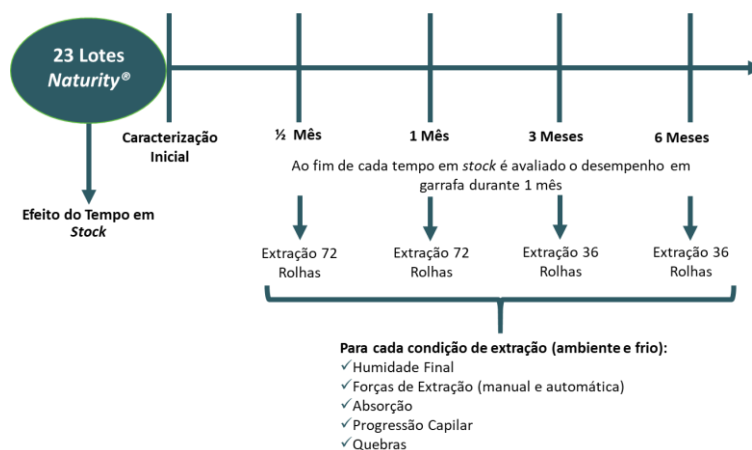 23 Lotes
Naturity®
Caracterização
Inicial
½ Mês
1 Mês
3 Meses
6 Meses
Ao fim de cada tempo em stock é avaliado o desempenho em
garrafa durante 1 mês
Efeito do Tempo em
Stock
Extração 72
Rolhas
Extração 72
Rolhas
Extração 36
Rolhas
Extração 36
Rolhas
Para cada condição de extração (ambiente e frio):
✓Humidade Final
✓Forças de Extração (manual e automática)
✓Absorção
✓Progressão Capilar
✓Quebras